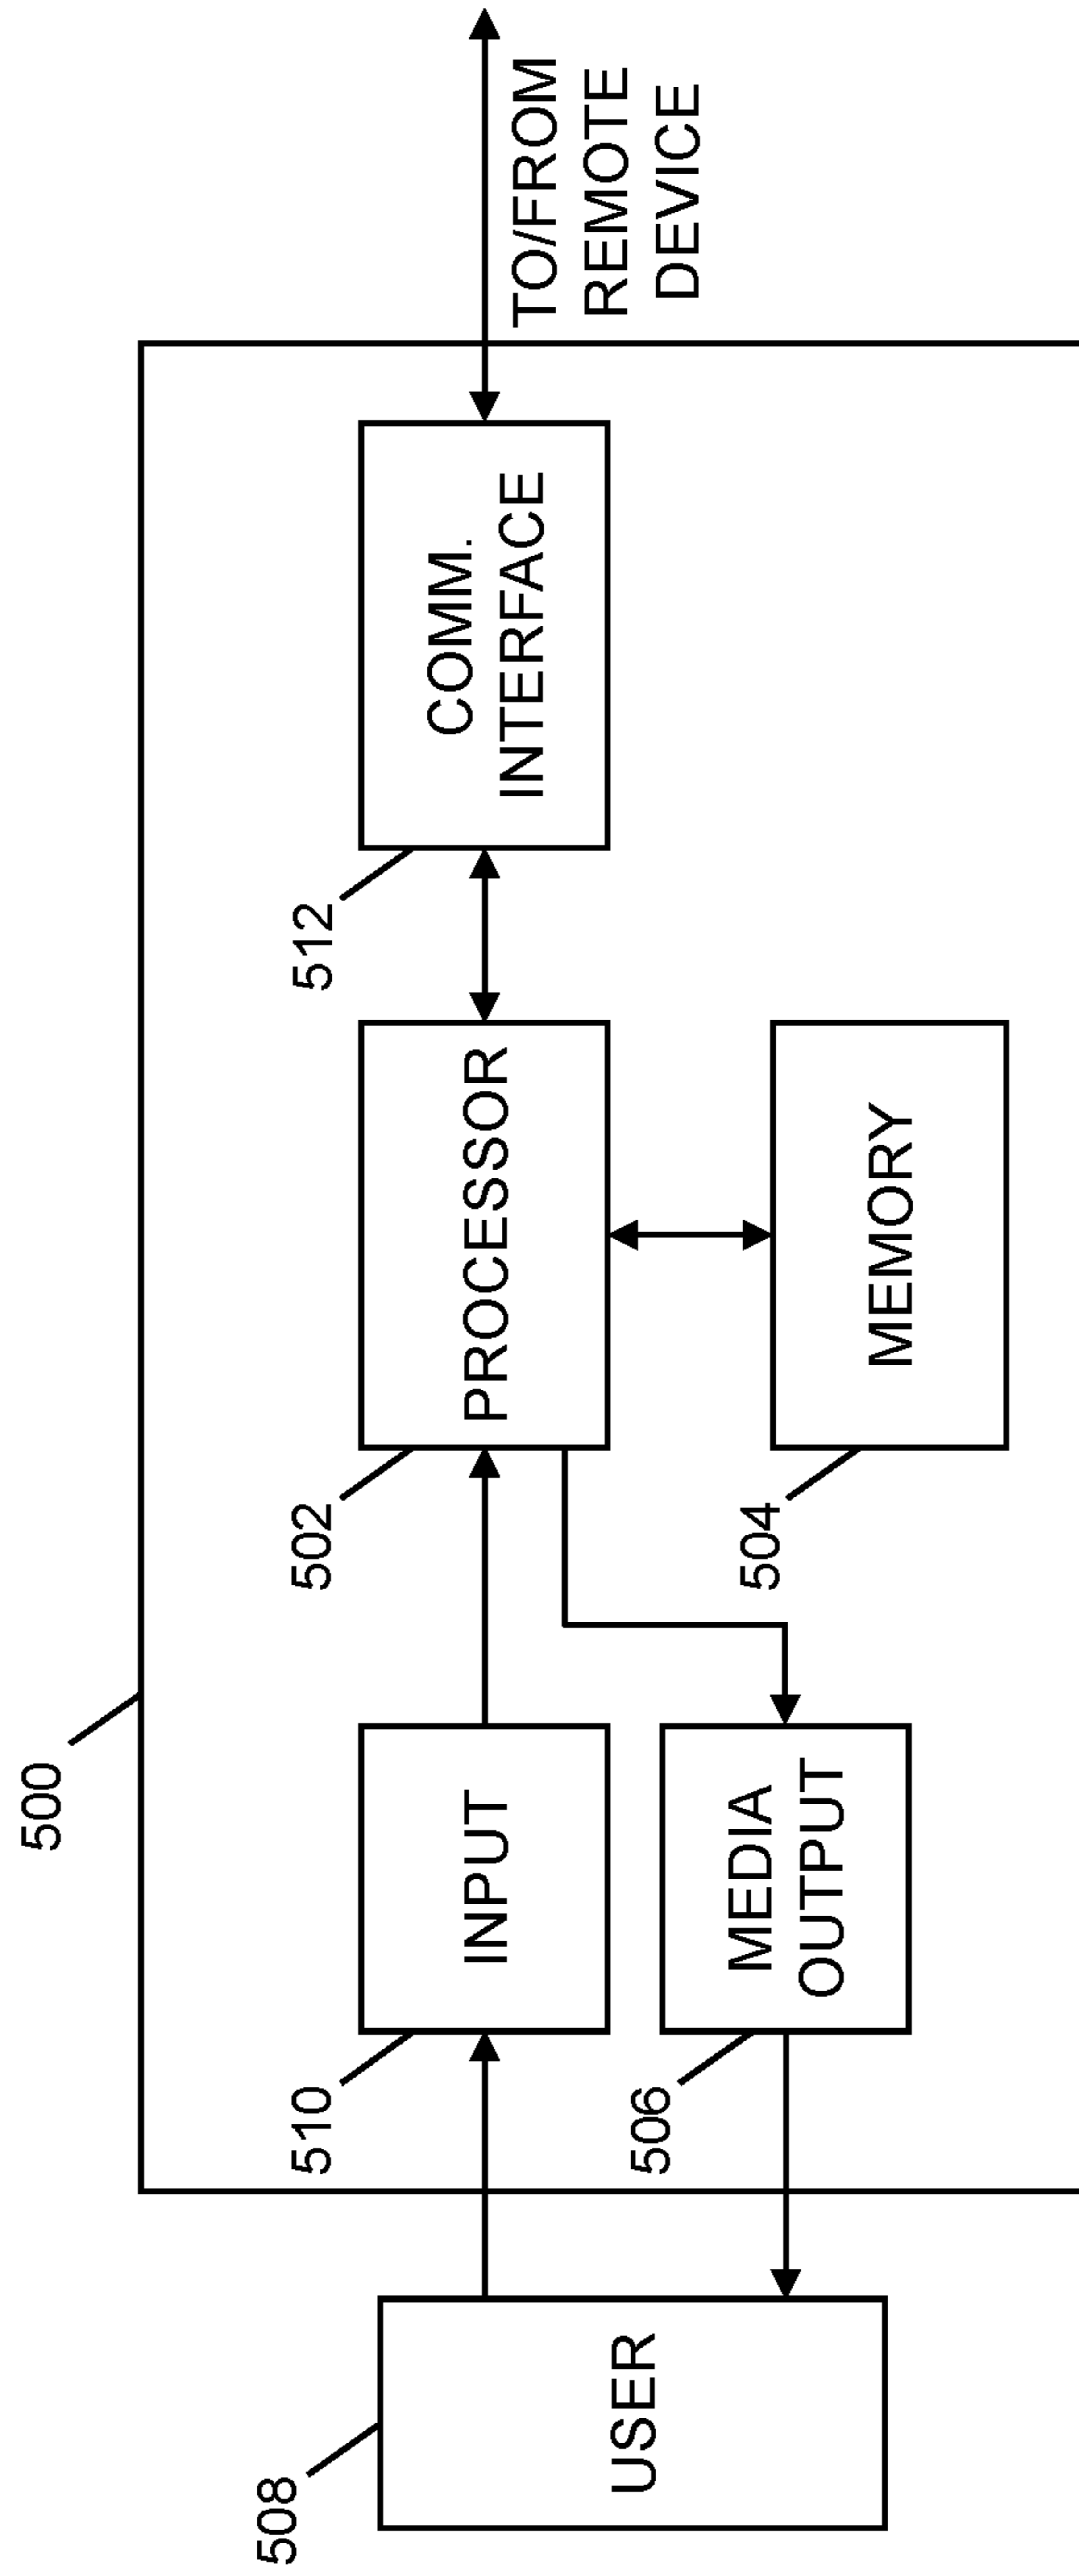 500
512
COMM.
INTERFACE
TO/FROM
REMOTE
DEVICE
502
PROCESSOR
510
INPUT
508
USER
506
MEDIA
OUTPUT
504
MEMORY